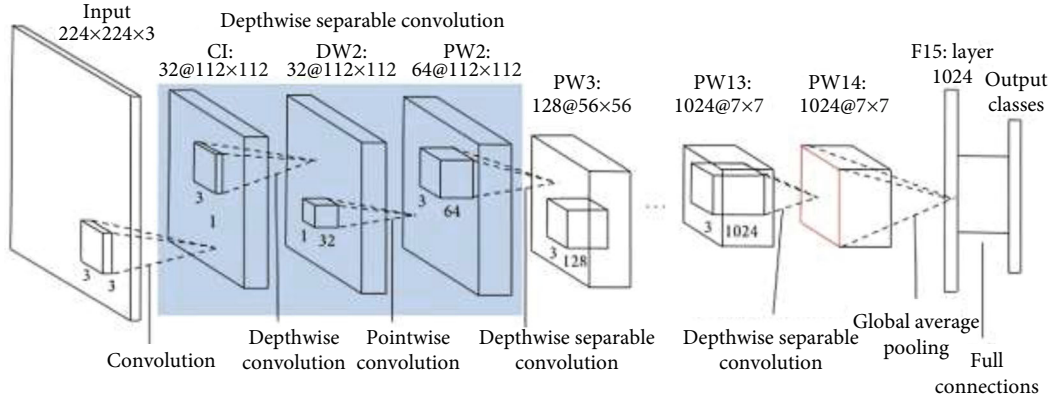 Input
224×224×3
Depthwise separable convolution
CI:
32@112×112
DW2:
32@112×112
PW2:
64@112×112
PW3:
128@56×56
PW13:
1024@7×7
PW14:
1024@7×7
F15: layer
1024
Output
classes
3
3
3
1
1
32
3
64
3
128
...
3
1024
Convolution
Depthwise
convolution
Pointwise
convolution
Depthwise separable
convolution
Depthwise separable
convolution
Global average
pooling
Full
connections